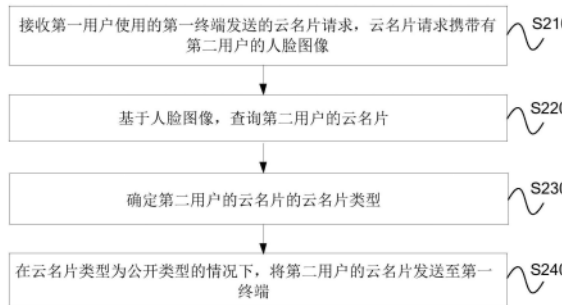 接收第一用户使用的第一终端发送的云名片请求，云名片请求携带有
第二用户的人脸图像
S210
基于人脸图像，查询第二用户的云名片
S220
确定第二用户的云名片的云名片类型
S230
在云名片类型为公开类型的情况下，将第二用户的云名片发送至第一
终端
S240